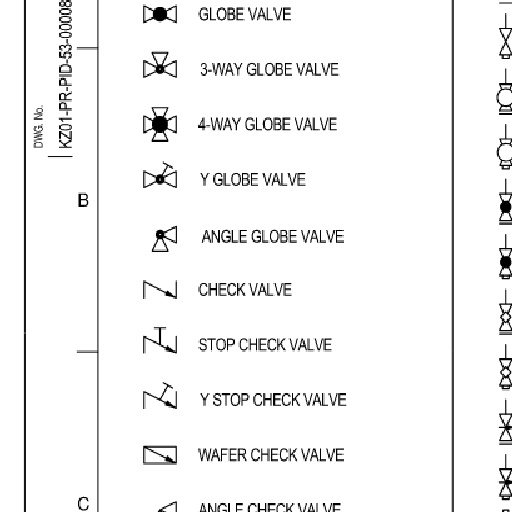 DWG. No.
KZ01-PR-PID-53-00008
B
C
GLOBE VALVE
3-WAY GLOBE VALVE
4-WAY GLOBE VALVE
Y GLOBE VALVE
ANGLE GLOBE VALVE
CHECK VALVE
STOP CHECK VALVE
Y STOP CHECK VALVE
WAFER CHECK VALVE
ANGLE CHECK VALVE